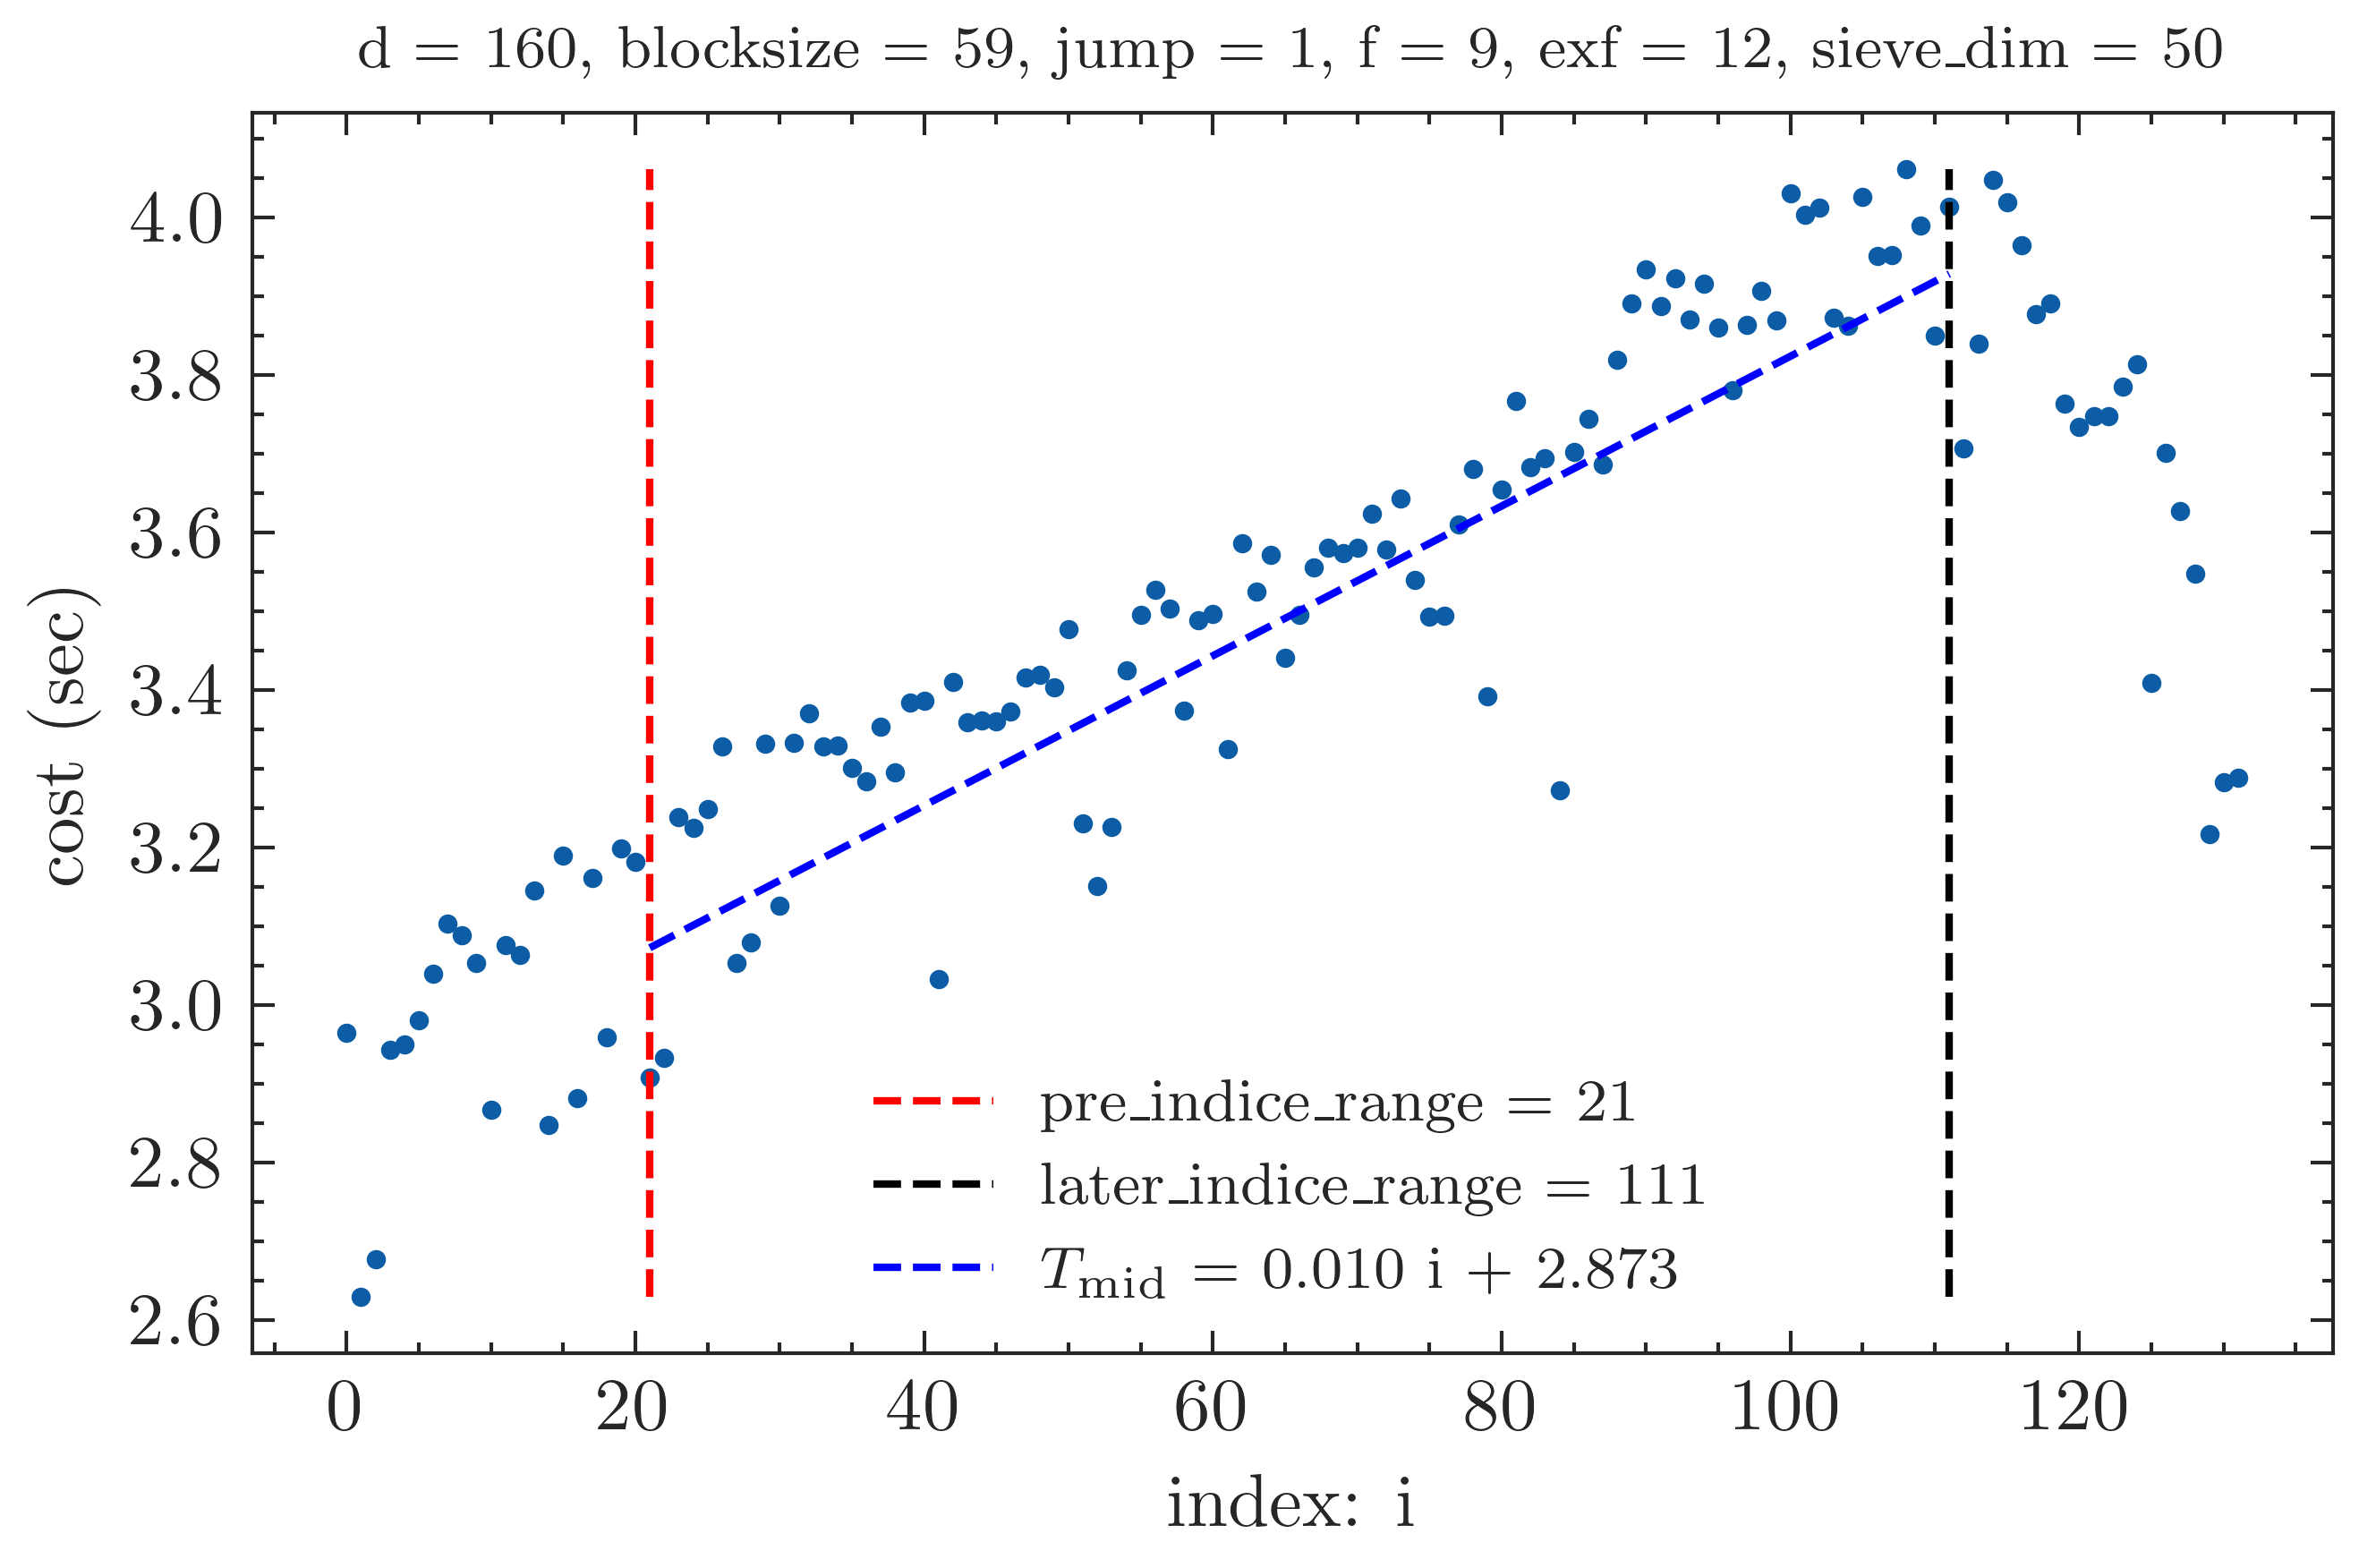 d = 160, blocksize = 59, jump = 1, f = 9, exf = 12, sieve_dim = 50
4.0
3.8
3.6
3.4
3.2
3.0
2.8
2.6
cost (sec)
pre_indice_range = 21
later_indice_range = 111
T_mid = 0.010 i + 2.873
0 20 40 60 80 100 120
index: i